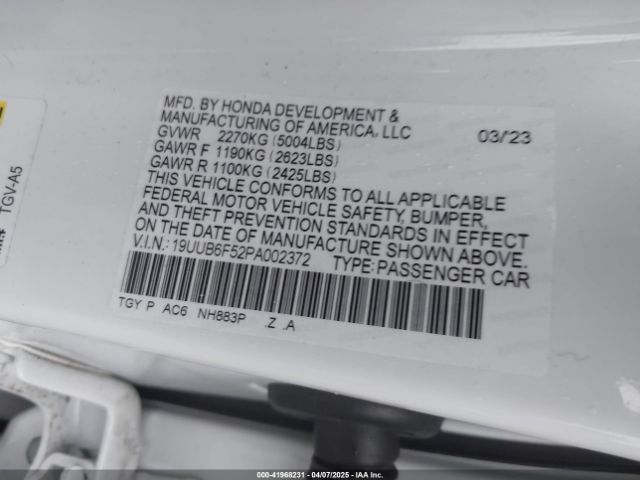 MFD. BY HONDA DEVELOPMENT &
MANUFACTURING OF AMERICA, LLC 03/23
GVWR 2270KG (5004LBS)
GAWR F 1190KG (2623LBS)
GAWR R 1100KG (2425LBS)
THIS VEHICLE CONFORMS TO ALL APPLICABLE
FEDERAL MOTOR VEHICLE SAFETY, BUMPER,
AND THEFT PREVENTION STANDARDS IN EFFECT
ON THE DATE OF MANUFACTURE SHOWN ABOVE.
V.I.N.: 19UUB6F52PA002372 TYPE: PASSENGER CAR
TGY P AC6 NH883P .Z .A
TGV-A5
000-41968231 - 04/07/2025 - IAA Inc.